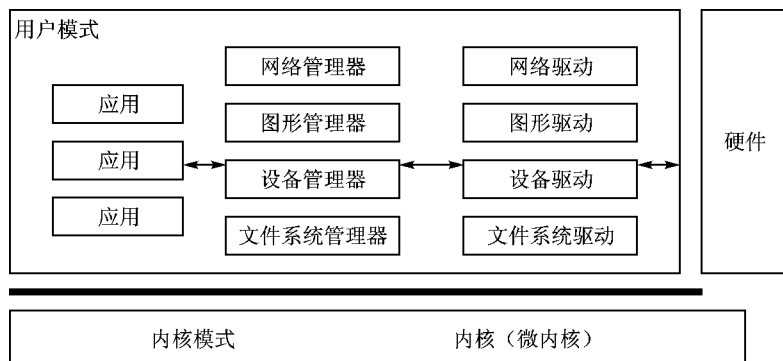 用户模式
网络管理器 网络驱动
应用 图形管理器 图形驱动 硬件
应用 设备管理器 设备驱动
应用 文件系统管理器 文件系统驱动
内核模式 内核（微内核）